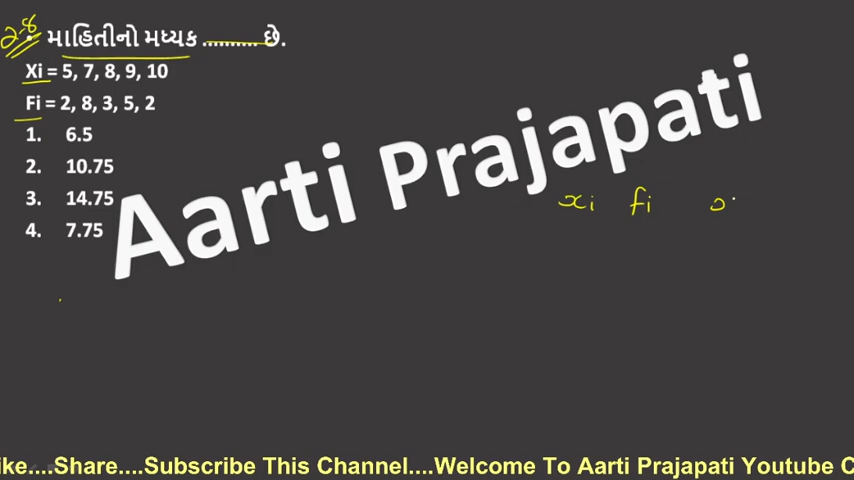 2-8. માહિતીનો મધ્યક .......... છે.
Xi = 5, 7, 8, 9, 10
Fi = 2, 8, 3, 5, 2
1. 6.5
2. 10.75
3. 14.75
4. 7.75
Aarti Prajapati
xi fi
ike....Share....Subscribe This Channel....Welcome To Aarti Prajapati Youtube C